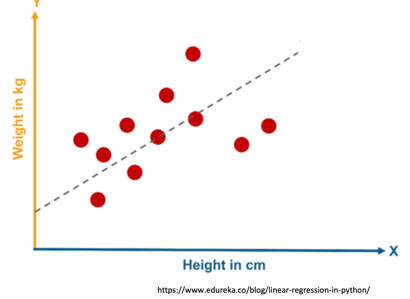 Y
Weight in kg
X
Height in cm
https://www.edureka.co/blog/linear-regression-in-python/